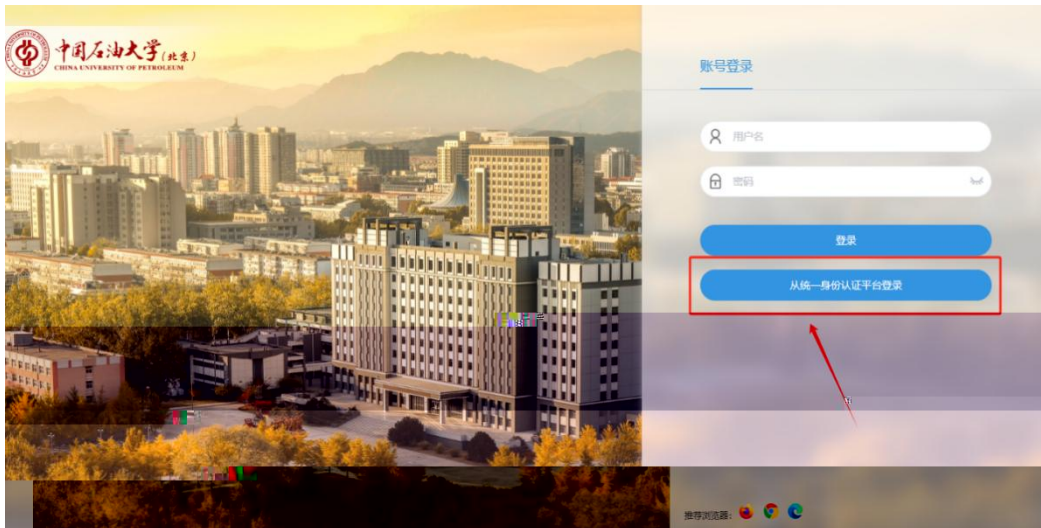 中国石油大学(北京)
CHINA UNIVERSITY OF PETROLEUM
账号登录
用户名
密码
登录
从统一身份认证平台登录
推荐浏览器: